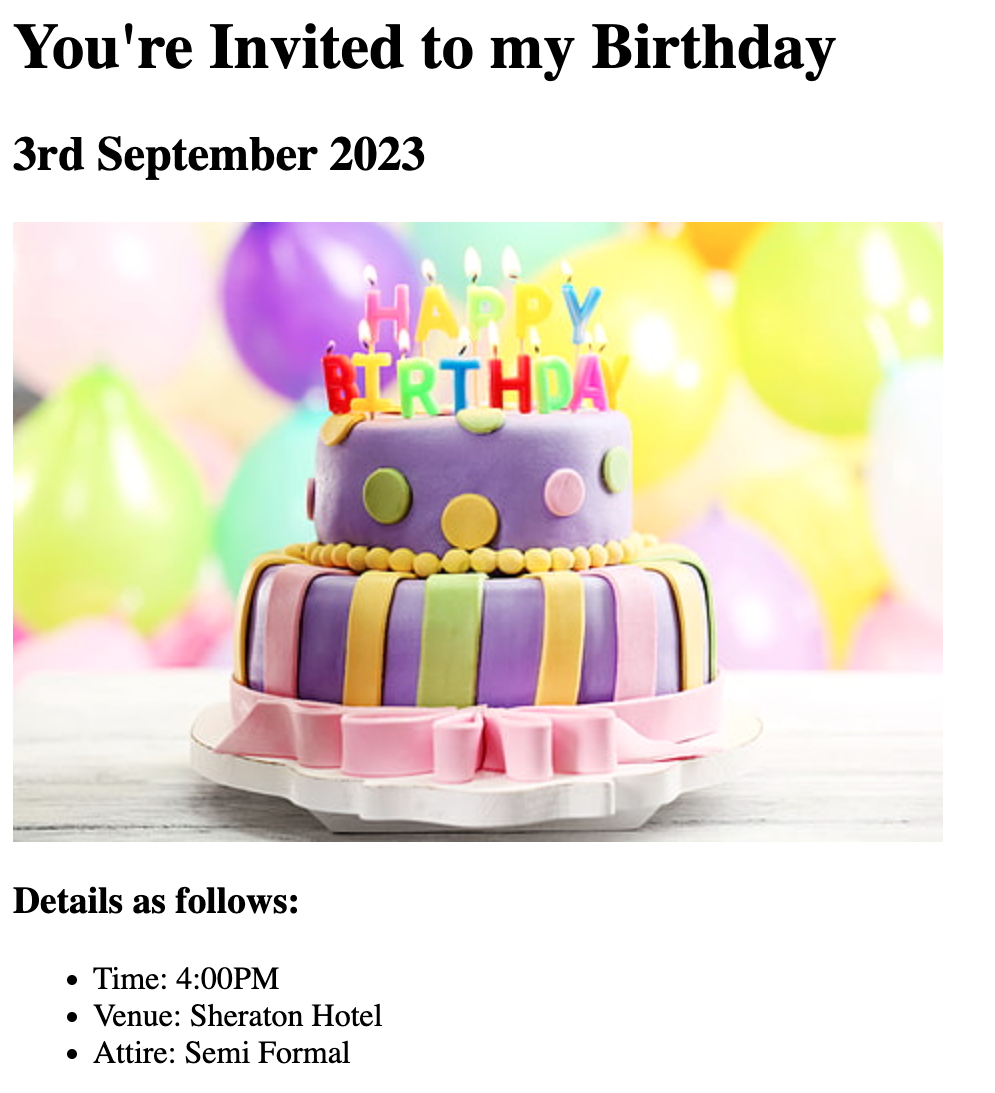 You're Invited to my Birthday
3rd September 2023
HAPPY
BIRTHDAY
Details as follows:
Time: 4:00PM
Venue: Sheraton Hotel
Attire: Semi Formal